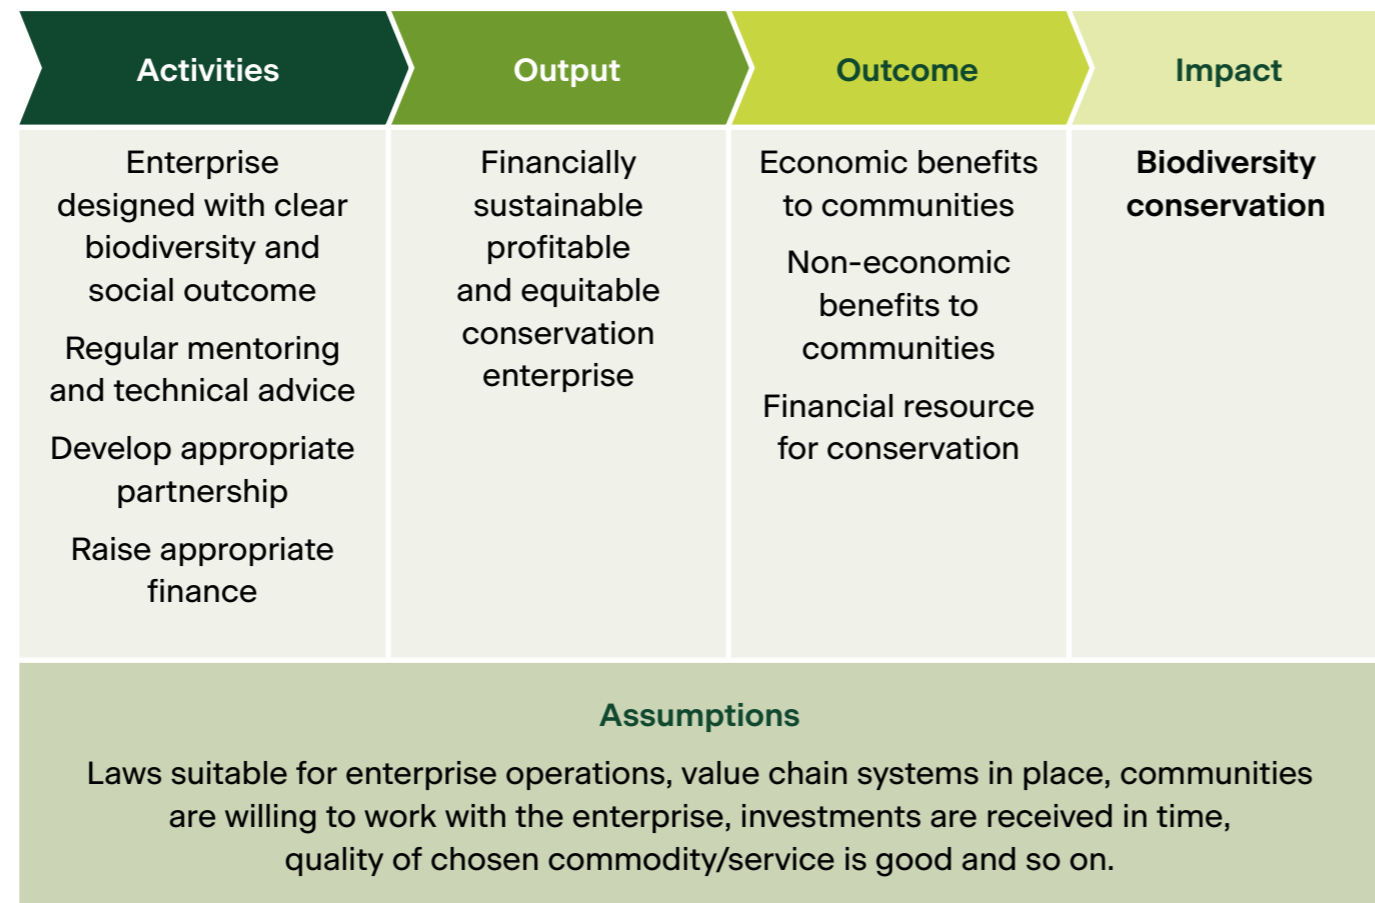 Activities
Output
Outcome
Impact
Enterprise
designed with clear
biodiversity and
social outcome
Regular mentoring
and technical advice
Develop appropriate
partnership
Raise appropriate
finance
Financially
sustainable
profitable
and equitable
conservation
enterprise
Economic benefits
to communities
Non-economic
benefits to
communities
Financial resource
for conservation
Biodiversity
conservation
Assumptions
Laws suitable for enterprise operations, value chain systems in place, communities
are willing to work with the enterprise, investments are received in time,
quality of chosen commodity/service is good and so on.